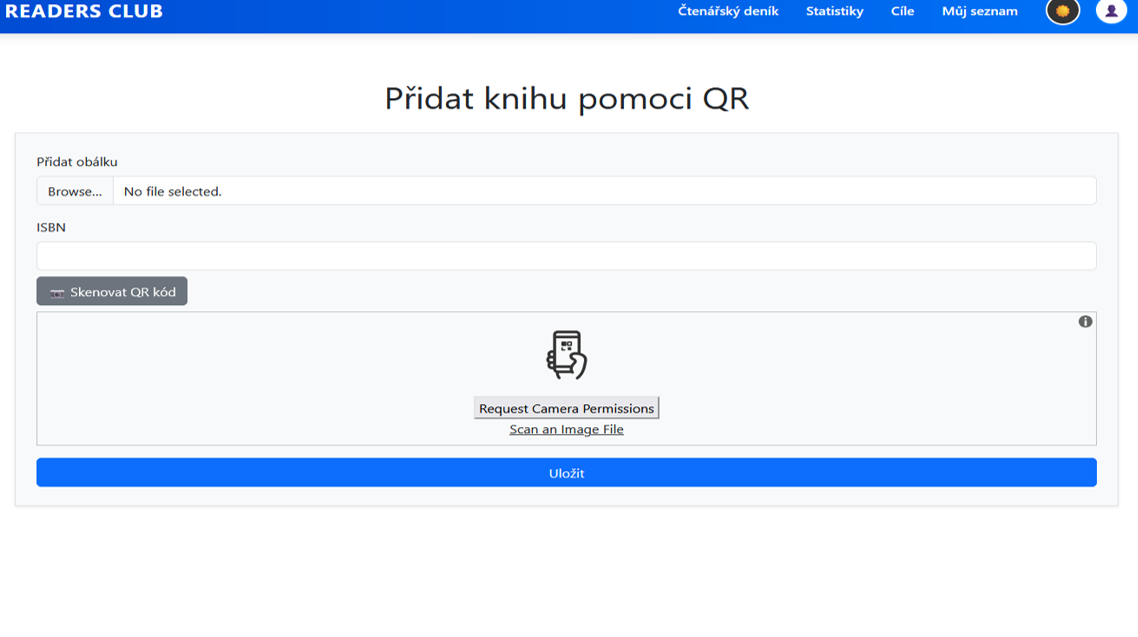 READERS CLUB
Čtenářský deník Statistiky Cíle Můj seznam
Přidat knihu pomoci QR
Přidat obálku
Browse... No file selected.
ISBN
Skenovat QR kód
Request Camera Permissions
Scan an Image File
Uložit